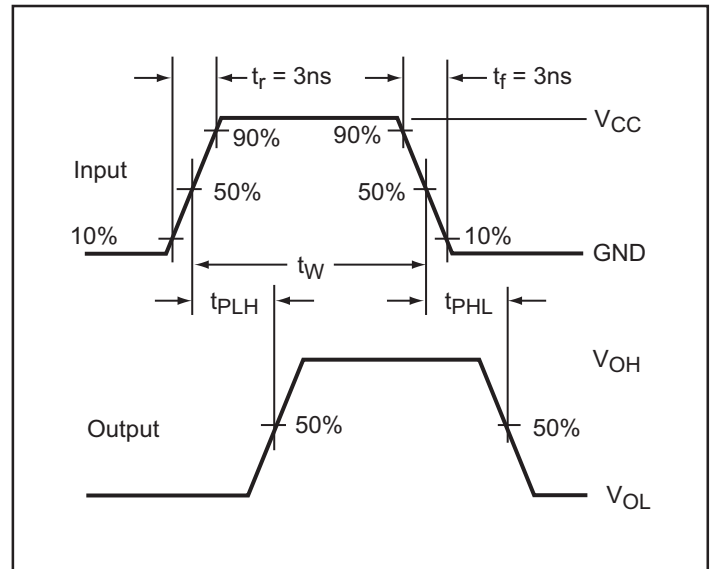 tr = 3ns
tf = 3ns
VCC
90%
90%
Input
50%
50%
10%
10%
GND
tW
tPLH
tPHL
VOH
Output
50%
50%
VOL